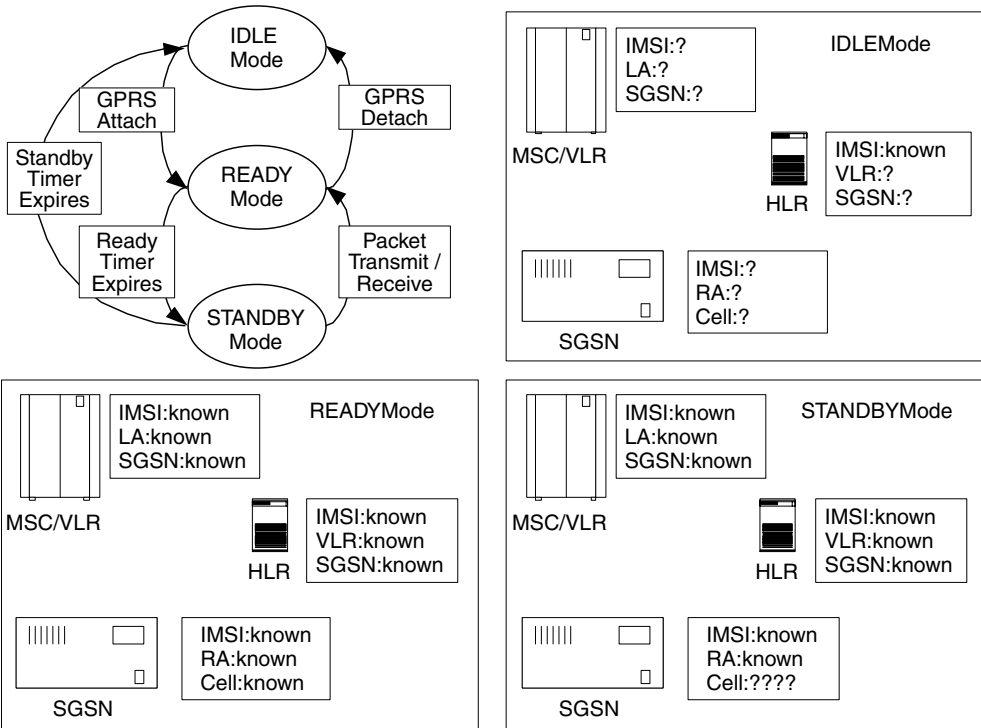 IDLE
Mode
GPRS
Attach
GPRS
Detach
Standby
Timer
Expires
READY
Mode
Ready
Timer
Expires
Packet
Transmit /
Receive
STANDBY
Mode
IDLEMode
IMSI:?
LA:?
SGSN:?
MSC/VLR
IMSI:known
VLR:?
SGSN:?
HLR
IMSI:?
RA:?
Cell:?
SGSN
READYMode
IMSI:known
LA:known
SGSN:known
MSC/VLR
IMSI:known
VLR:known
SGSN:known
HLR
IMSI:known
RA:known
Cell:known
SGSN
STANDBYMode
IMSI:known
LA:known
SGSN:known
MSC/VLR
IMSI:known
VLR:known
SGSN:known
HLR
IMSI:known
RA:known
Cell:????
SGSN